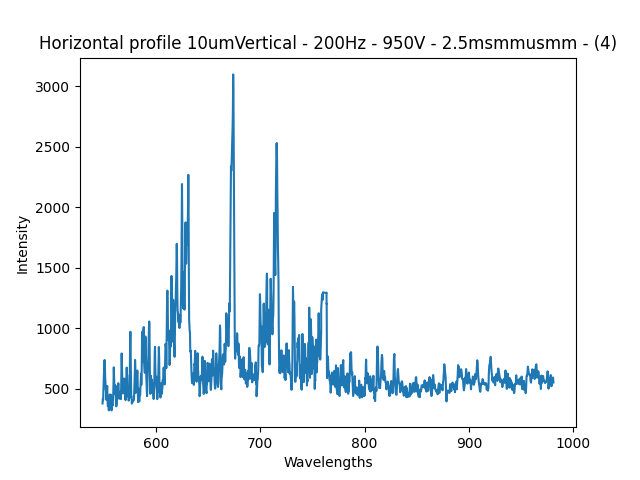 Horizontal profile 10umVertical - 200Hz - 950V - 2.5msmmusmm - (4)
3000
2500
2000
1500
1000
500
Intensity
600 700 800 900 1000
Wavelengths